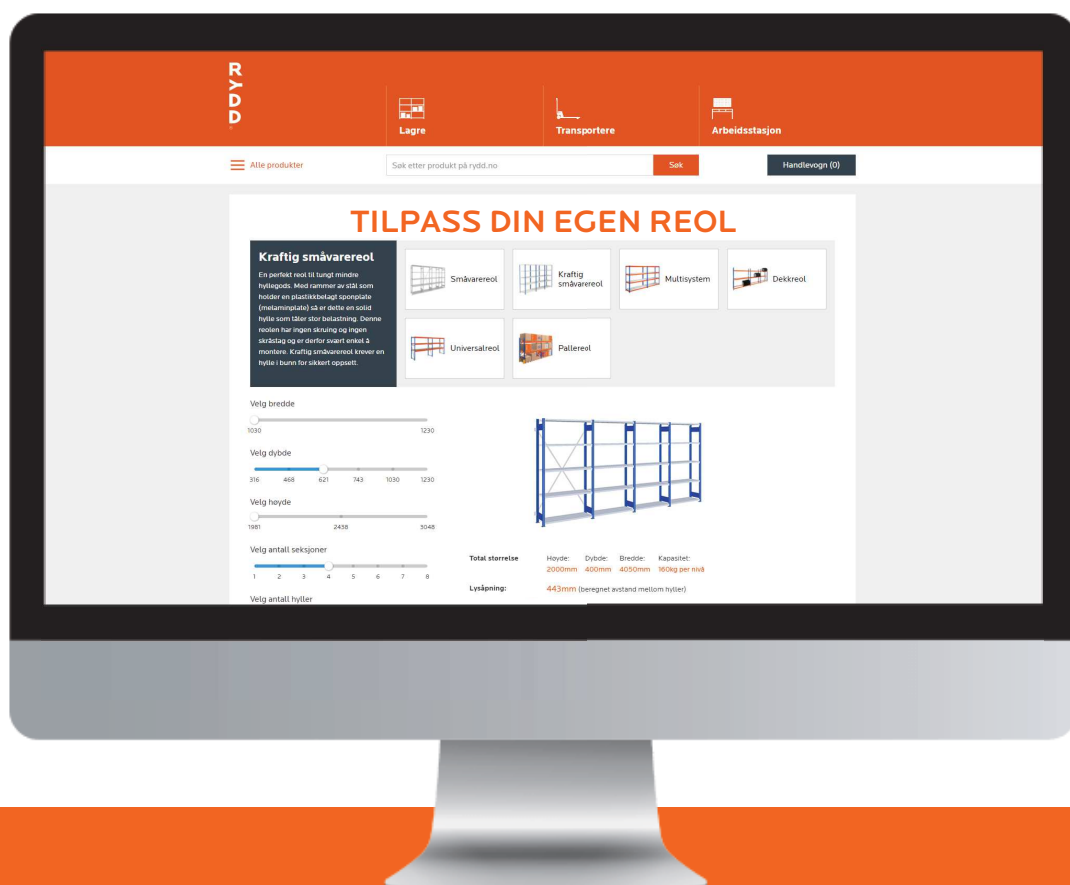 RYDD
Lagre
Transportere
Arbeidsstasjon
Alle produkter
Søk etter produkt på rydd.no
Søk
Handlevogn (0)
TILPASS DIN EGEN REOL
Kraftig småvarereol
En perfekt reol til tungt mindre
hyllegods. Med rammer av stål som
holder en plastikkbelagt sponplate
(melaminplate) så er dette en solid
hylle som tåler stor belastning. Denne
reolen har ingen skruing og ingen
skråstag og er derfor svært enkel å
montere. Kraftig småvarereol krever en
hylle i bunn for sikkert oppsett.
Småvarereol
Kraftig
småvarereol
Multisystem
Dekkreol
Universalreol
Pallereol
Velg bredde
1030 1230
Velg dybde
316 468 621 743 1030 1230
Velg høyde
1981 2438 3048
Velg antall seksjoner
1 2 3 4 5 6 7 8
Velg antall hyller
Total størrelse
Høyde: Dybde: Bredde: Kapasitet:
2000mm 400mm 4050mm 160kg per nivå
Lysåpning:
443mm (beregnet avstand mellom hyller)